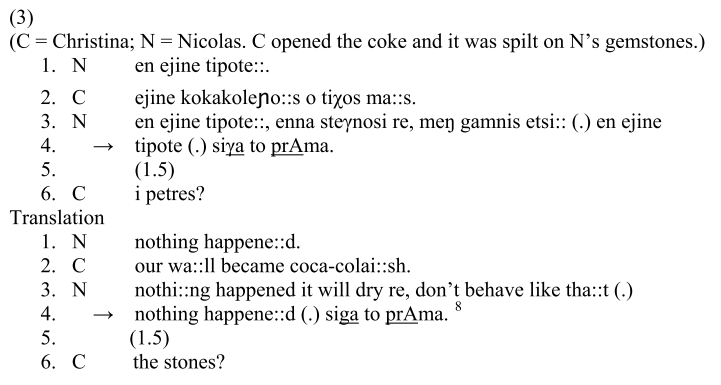 (3)
(C = Christina; N = Nicolas. C opened the coke and it was spilt on N’s gemstones.)
1. N en ejine tipote::.
2. C ejine kokakoleɲo::s o tiχos ma::s.
3. N en ejine tipote::, enna steɣnosi re, meŋ gamnis etsi:: (.) en ejine
4. → tipote (.) siɣa to prAma.
5. (1.5)
6. C i petres?
Translation
1. N nothing happene::d.
2. C our wa::ll became coca-colai::sh.
3. N nothi::ng happened it will dry re, don’t behave like tha::t (.)
4. → nothing happene::d (.) siga to prAma. 8
5. (1.5)
6. C the stones?